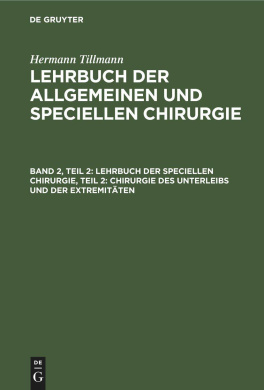 DE GRUYTER
Hermann Tillmann
LEHRBUCH DER
ALLGEMEINEN UND
SPECIELLEN CHIRURGIE
BAND 2, TEIL 2: LEHRBUCH DER SPECIELLEN
CHIRURGIE, TEIL 2: CHIRURGIE DES UNTERLEIBS
UND DER EXTREMITÄTEN
DE
G